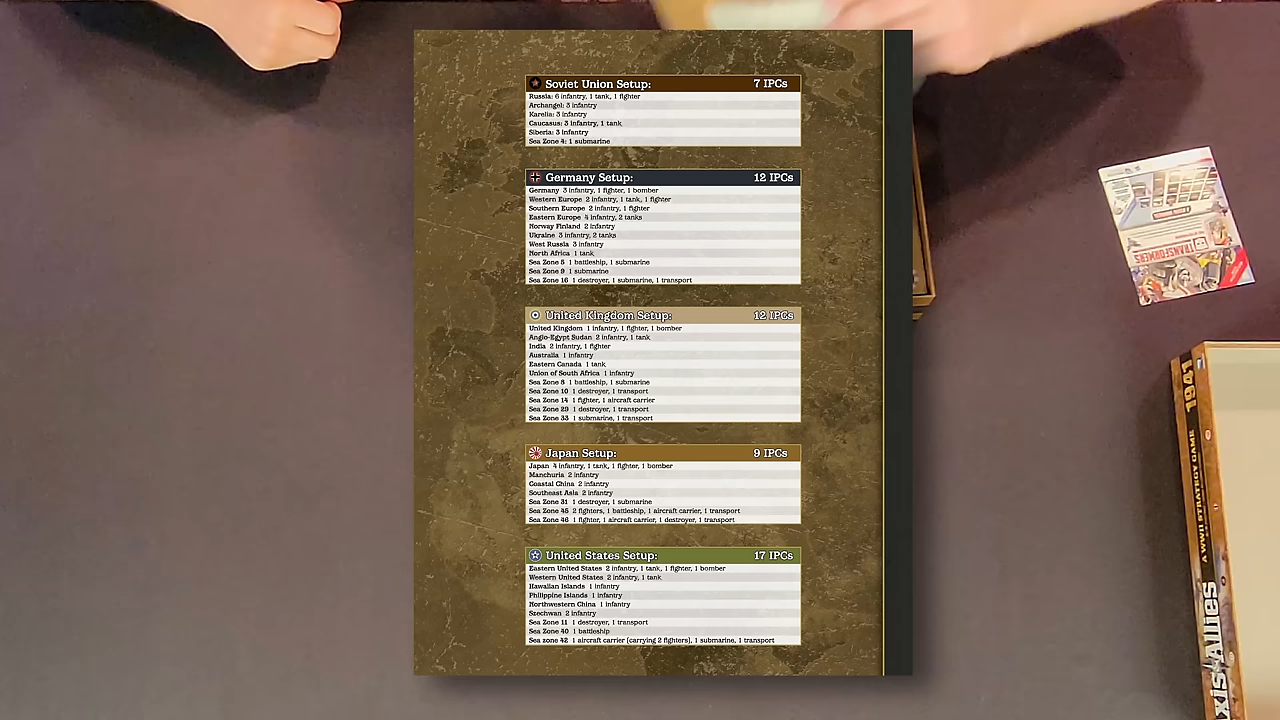 Soviet Union Setup: 7 IPCs
Russia: 6 infantry, 1 tank, 1 fighter
Archangel: 3 infantry
Karelia: 3 infantry
Caucasus: 3 infantry, 1 tank
Siberia: 3 infantry
Sea Zone 4: 1 submarine
Germany Setup: 12 IPCs
Germany 3 infantry, 1 fighter, 1 bomber
Western Europe 2 infantry, 1 tank, 1 fighter
Southern Europe 2 infantry, 1 fighter
Eastern Europe 4 infantry, 2 tanks
Norway Finland 2 infantry
Ukraine 3 infantry, 2 tanks
West Russia 3 infantry
North Africa 1 tank
Sea Zone 5 1 battleship, 1 submarine
Sea Zone 9 1 submarine
Sea Zone 16 1 destroyer, 1 submarine, 1 transport
United Kingdom Setup: 12 IPCs
United Kingdom 1 infantry, 1 fighter, 1 bomber
Anglo-Egypt Sudan 2 infantry, 1 tank
India 2 infantry, 1 fighter
Australia 1 infantry
Eastern Canada 1 tank
Union of South Africa 1 infantry
Sea Zone 8 1 battleship, 1 submarine
Sea Zone 10 1 destroyer, 1 transport
Sea Zone 14 1 fighter, 1 aircraft carrier
Sea Zone 29 1 destroyer, 1 transport
Sea Zone 33 1 submarine, 1 transport
Japan Setup: 9 IPCs
Japan 4 infantry, 1 tank, 1 fighter, 1 bomber
Manchuria 2 infantry
Coastal China 2 infantry
Southeast Asia 2 infantry
Sea Zone 31 1 destroyer, 1 submarine
Sea Zone 45 2 fighters, 1 battleship, 1 aircraft carrier, 1 transport
Sea Zone 46 1 fighter, 1 aircraft carrier, 1 destroyer, 1 transport
United States Setup: 17 IPCs
Eastern United States 2 infantry, 1 tank, 1 fighter, 1 bomber
Western United States 2 infantry, 1 tank
Hawaiian Islands 1 infantry
Philippine Islands 1 infantry
Northwestern China 1 infantry
Szechwan 2 infantry
Sea Zone 11 1 destroyer, 1 transport
Sea Zone 40 1 battleship
Sea zone 42 1 aircraft carrier (carrying 2 fighters), 1 submarine, 1 transport
TRANSFORMERS
xis&Allies
A WWII STRATEGY GAME
1941